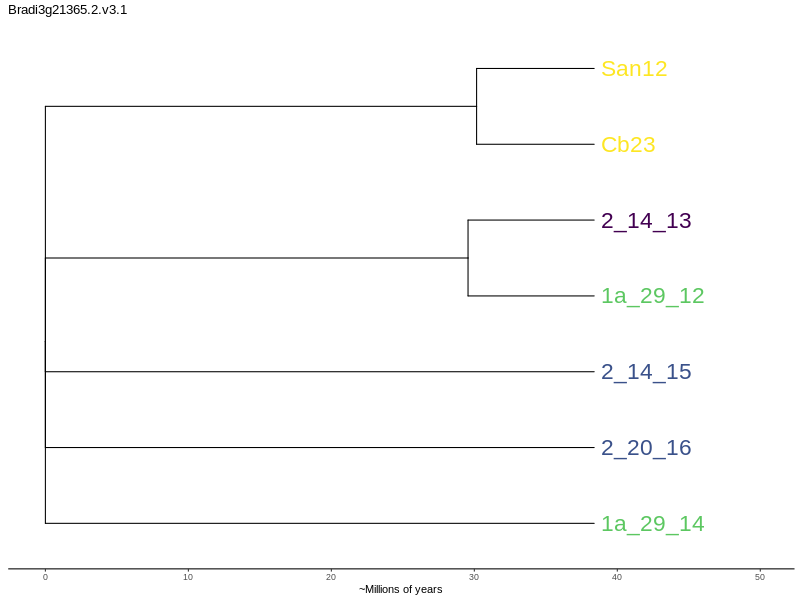 Bradi3g21365.2.v3.1
San12
Cb23
2_14_13
1a_29_12
2_14_15
2_20_16
1a_29_14
0 10 20 30 40 50
~Millions of years